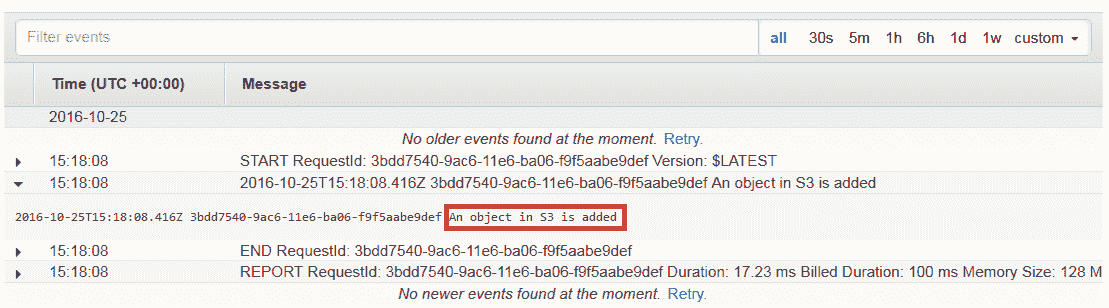 Filter events all 30s 5m 1h 6h 1d 1w custom
Time (UTC +00:00) Message
2016-10-25
No older events found at the moment. Retry.
15:18:08 START RequestId: 3bdd7540-9ac6-11e6-ba06-f9f5aabe9def Version: $LATEST
15:18:08 2016-10-25T15:18:08.416Z 3bdd7540-9ac6-11e6-ba06-f9f5aabe9def An object in S3 is added
2016-10-25T15:18:08.416Z 3bdd7540-9ac6-11e6-ba06-f9f5aabe9def An object in S3 is added
15:18:08 END RequestId: 3bdd7540-9ac6-11e6-ba06-f9f5aabe9def
15:18:08 REPORT RequestId: 3bdd7540-9ac6-11e6-ba06-f9f5aabe9def Duration: 17.23 ms Billed Duration: 100 ms Memory Size: 128 M
No newer events found at the moment. Retry.